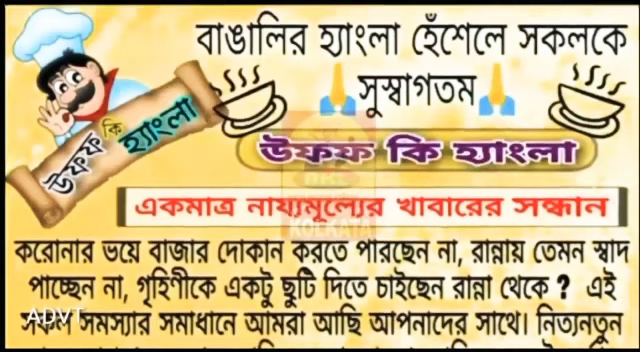 বাঙালির হ্যাংলা হেঁশেলে সকলকে
সুস্বাগতম
উফফ কি হ্যাংলা
উফফ কি হ্যাংলা
একমাত্র নায্যমূল্যের খাবারের সন্ধান
KOLKATA
করোনার ভয়ে বাজার দোকান করতে পারছেন না, রান্নায় তেমন স্বাদ
পাচ্ছেন না, গৃহিণীকে একটু ছুটি দিতে চাইছেন রান্না থেকে ? এই
সকল সমস্যার সমাধানে আমরা আছি আপনাদের সাথে। নিত্যনতুন
ADVT